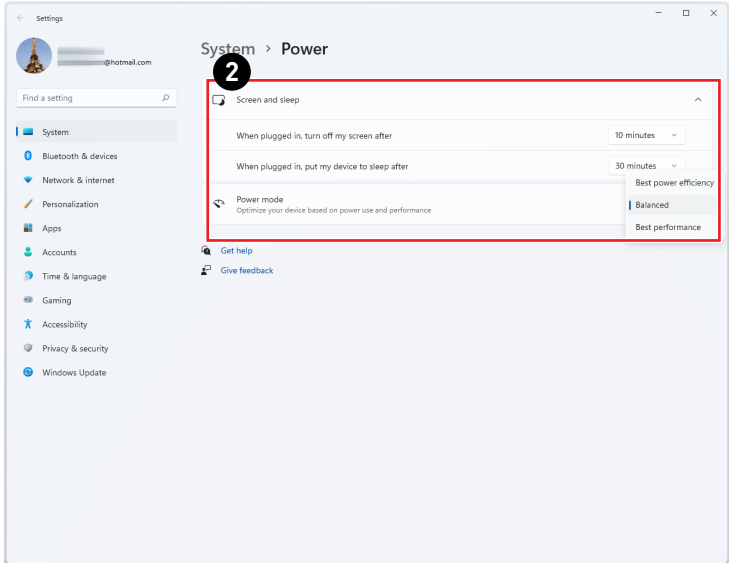 Settings
@hotmail.com
System > Power
2
Find a setting
Screen and sleep
When plugged in, turn off my screen after
10 minutes
When plugged in, put my device to sleep after
30 minutes
Power mode
Optimize your device based on power use and performance
Best power efficiency
Balanced
Best performance
Get help
Give feedback
System
Bluetooth & devices
Network & internet
Personalization
Apps
Accounts
Time & language
Gaming
Accessibility
Privacy & security
Windows Update